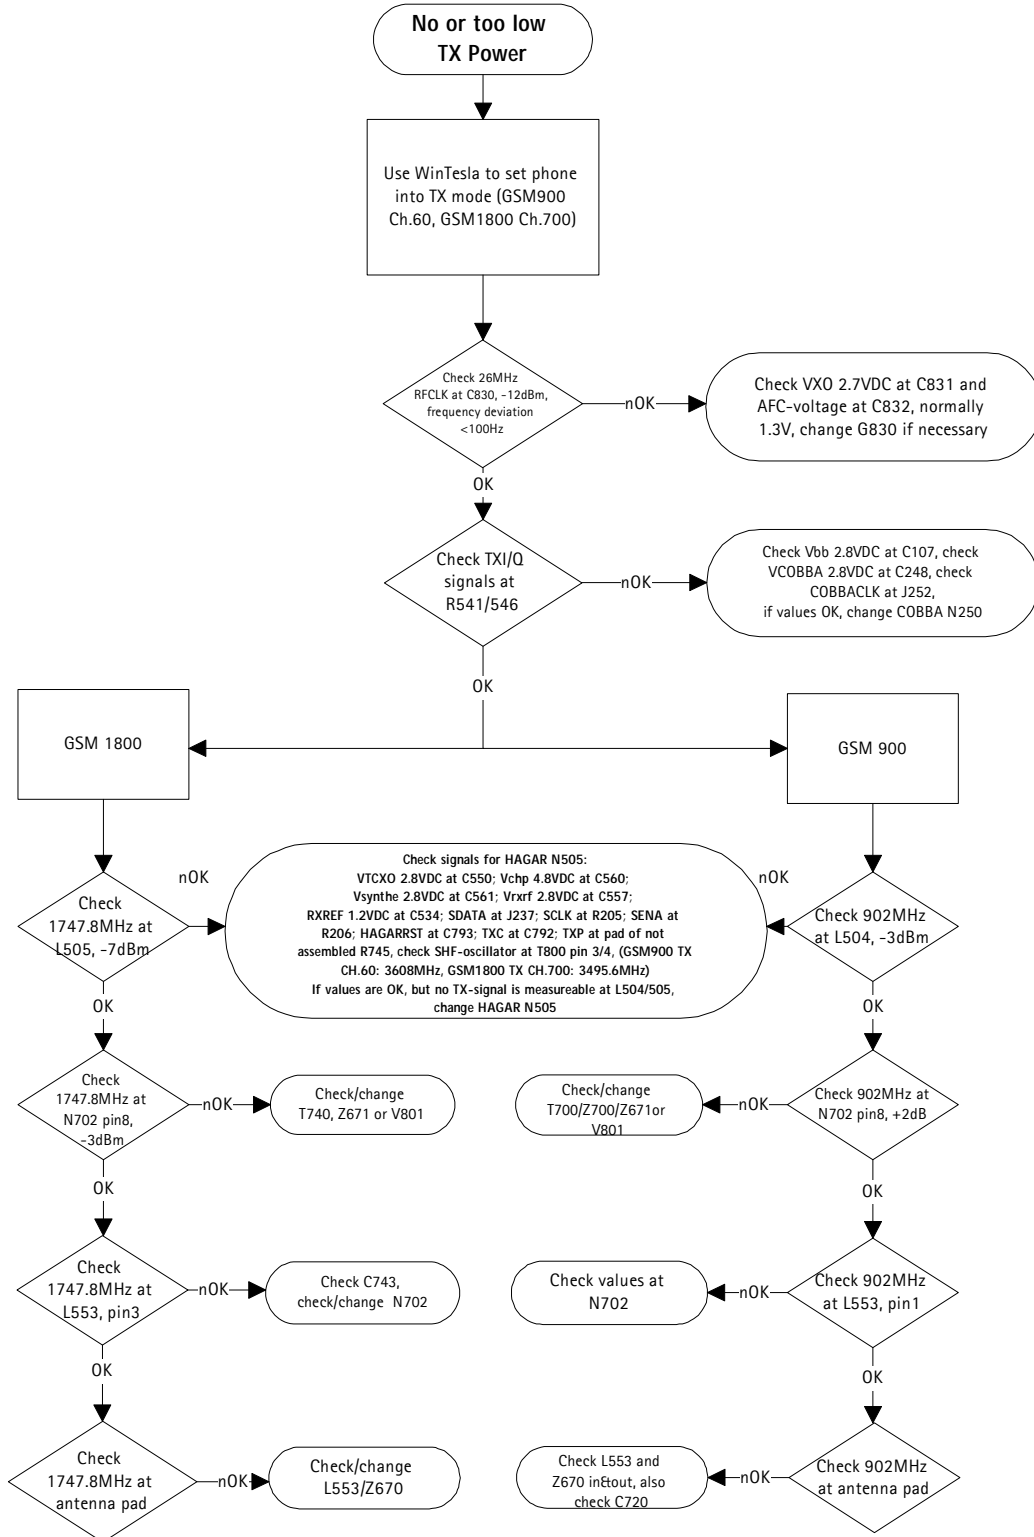 No or too low
TX Power
Use WinTesla to set phone
into TX mode (GSM900
Ch.60, GSM1800 Ch.700)
Check 26MHz
RFCLK at C830, -12dBm,
frequency deviation
<100Hz
nOK
Check VXO 2.7VDC at C831 and
AFC-voltage at C832, normally
1.3V, change G830 if necessary
OK
Check TXI/Q
signals at
R541/546
nOK
Check Vbb 2.8VDC at C107, check
VCOBBA 2.8VDC at C248, check
COBBACLK at J252,
if values OK, change COBBA N250
OK
GSM 1800
GSM 900
Check
1747.8MHz at
L505, -7dBm
nOK
Check signals for HAGAR N505:
VTCXO 2.8VDC at C550; Vchp 4.8VDC at C560;
Vsynthe 2.8VDC at C561; Vrxrf 2.8VDC at C557;
RXREF 1.2VDC at C534; SDATA at J237; SCLK at R205; SENA at
R206; HAGARRST at C793; TXC at C792; TXP at pad of not
assembled R745, check SHF-oscillator at T800 pin 3/4, (GSM900 TX
CH.60: 3608MHz, GSM1800 TX CH.700: 3495.6MHz)
If values are OK, but no TX-signal is measureable at L504/505,
change HAGAR N505
nOK
Check 902MHz
at L504, -3dBm
OK
OK
Check
1747.8MHz at
N702 pin8,
-3dBm
nOK
Check/change
T740, Z671 or V801
Check/change
T700/Z700/Z671or
V801
nOK
Check 902MHz at
N702 pin8, +2dB
OK
OK
Check
1747.8MHz at
L553, pin3
nOK
Check C743,
check/change N702
Check values at
N702
nOK
Check 902MHz
at L553, pin1
OK
OK
Check
1747.8MHz at
antenna pad
nOK
Check/change
L553/Z670
Check L553 and
Z670 in&tout, also
check C720
nOK
Check 902MHz
at antenna pad